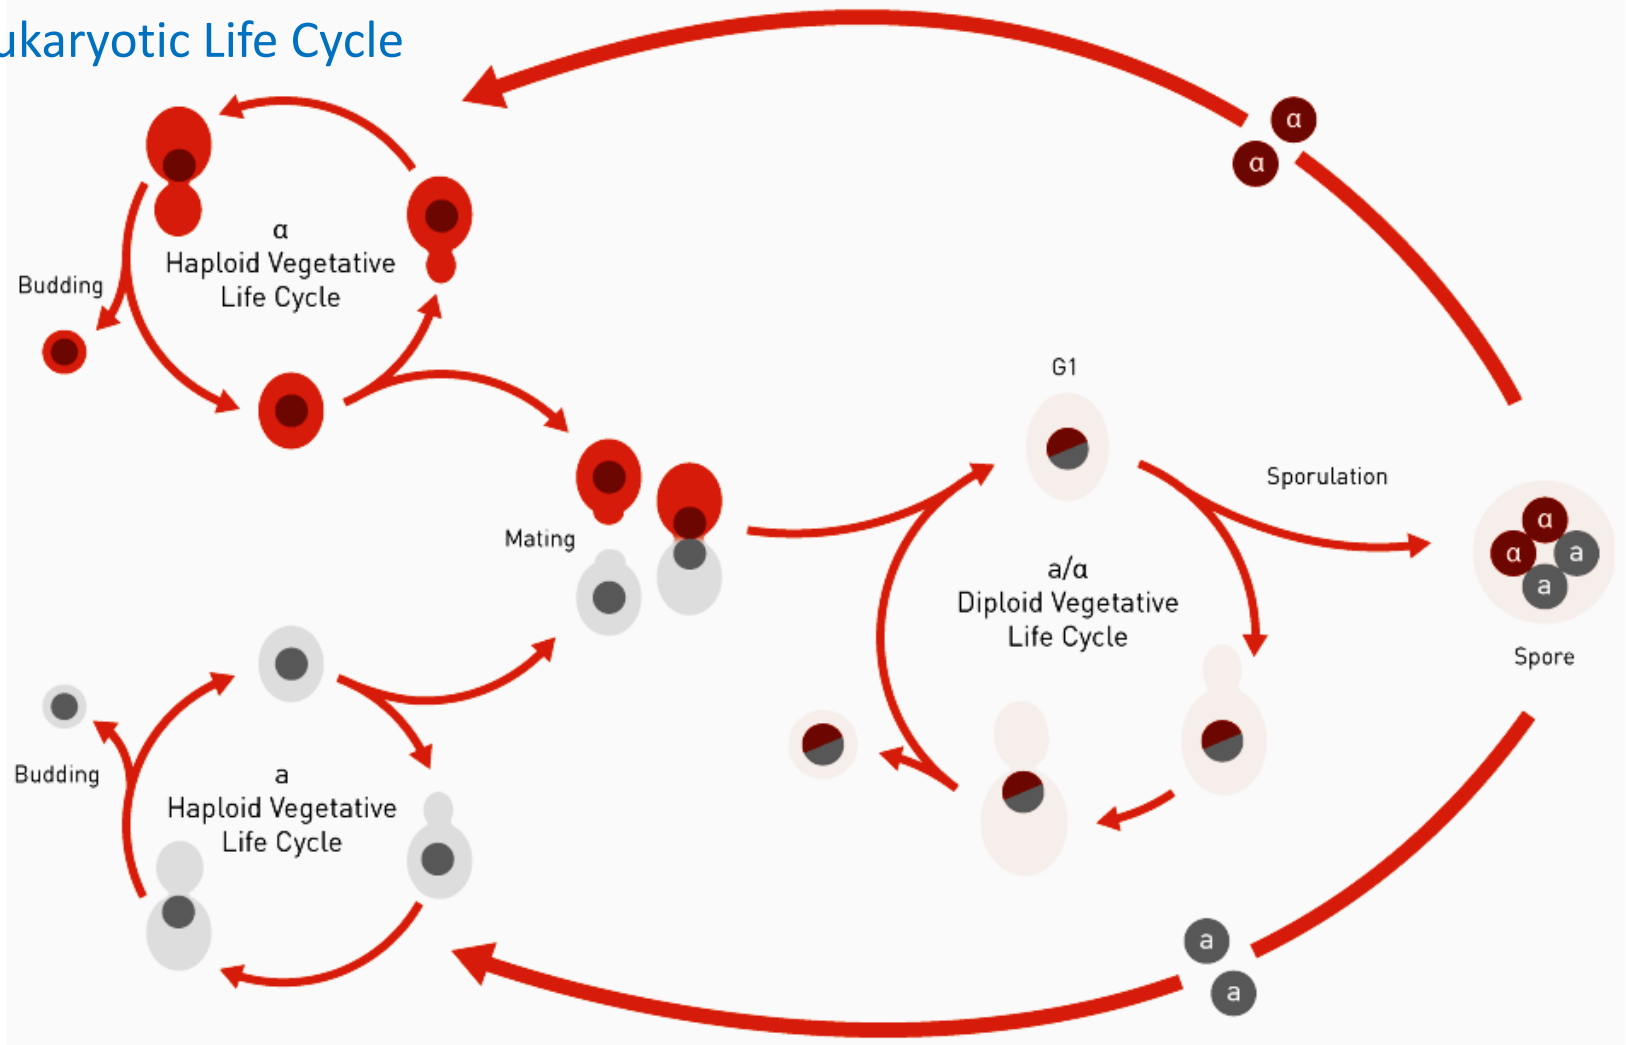 ukaryotic Life Cycle
α
α
α
Haploid Vegetative
Life Cycle
Budding
G1
Sporulation
Mating
α
α
a
a
a/α
Diploid Vegetative
Life Cycle
Spore
Budding
a
Haploid Vegetative
Life Cycle
a
a